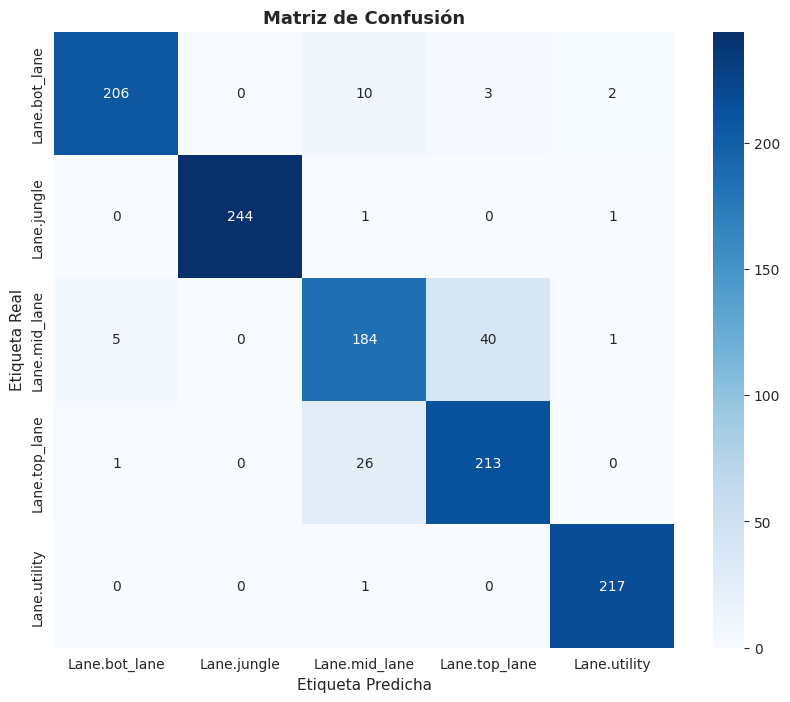 Matriz de Confusión
Etiqueta Real
Lane.bot_lane
206 0 10 3 2
Lane.jungle
0 244 1 0 1
Lane.mid_lane
5 0 184 40 1
Lane.top_lane
1 0 26 213 0
Lane.utility
0 0 1 0 217
Lane.bot_lane Lane.jungle Lane.mid_lane Lane.top_lane Lane.utility
Etiqueta Predicha
200
150
100
50
0